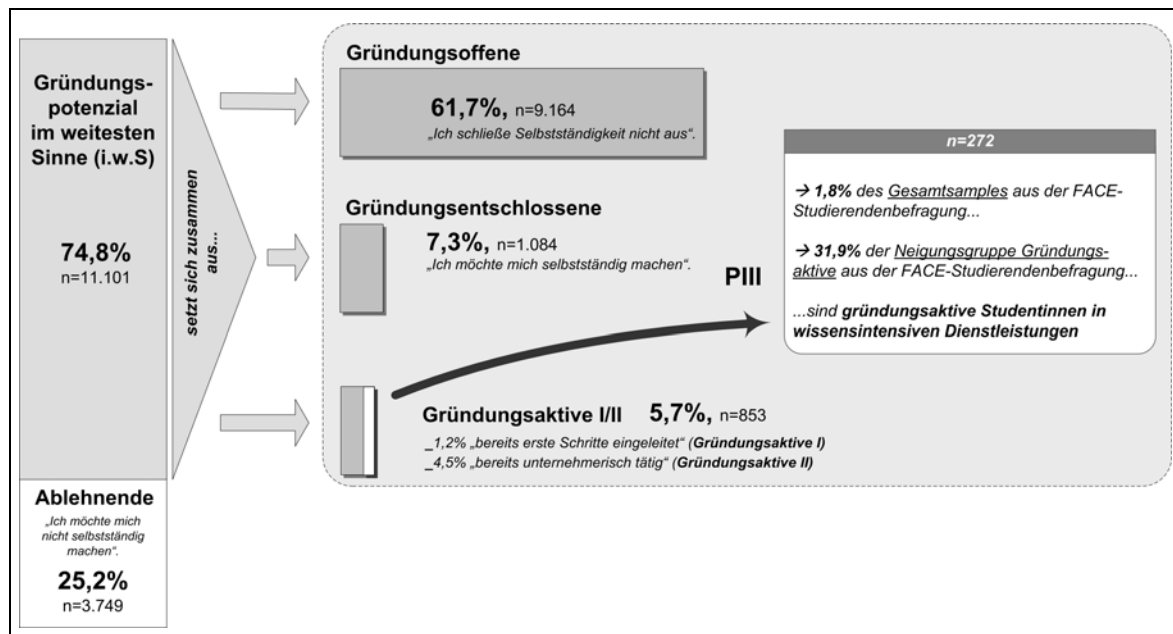 Gründungs-
potenzial
im weitesten
Sinne (i.w.S)
74,8%
n=11.101
Ablehnende
„Ich möchte mich
nicht selbstständig
machen“.
25,2%
n=3.749
setzt sich zusammen
aus...
Gründungsoffene
61,7%, n=9.164
„Ich schließe Selbstständigkeit nicht aus“.
Gründungsentschlossene
7,3%, n=1.084
„Ich möchte mich selbstständig machen“.
PIII
Gründungsaktive I/II 5,7%, n=853
_1,2% „bereits erste Schritte eingeleitet“ (Gründungsaktive I)
_4,5% „bereits unternehmerisch tätig“ (Gründungsaktive II)
n=272
→ 1,8% des Gesamtsamples aus der FACE-
Studierendenbefragung...
→ 31,9% der Neigungsgruppe Gründungs-
aktive aus der FACE-Studierendenbefragung...
...sind gründungsaktive Studentinnen in
wissensintensiven Dienstleistungen